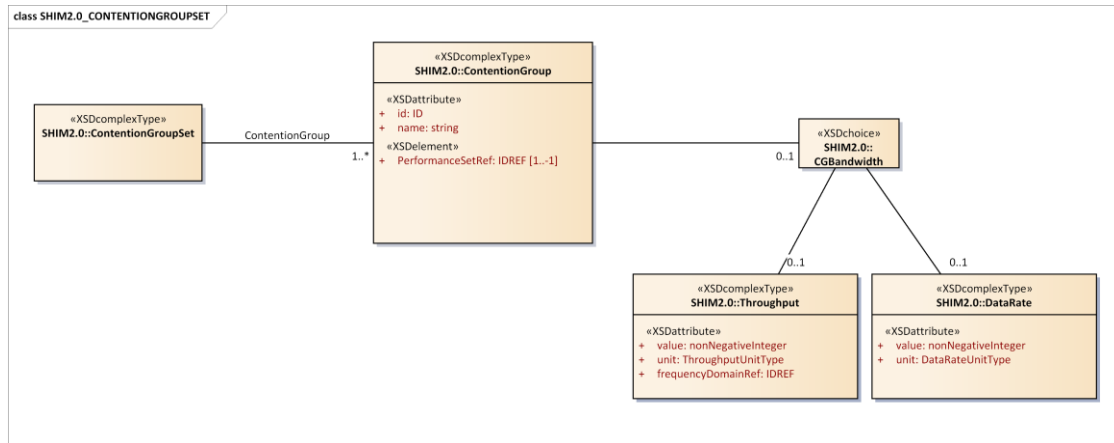 class SHIM2.0_CONTENTIONGROUPSET
«XSDcomplexType»
SHIM2.0::ContentionGroupSet
ContentionGroup
1..*
«XSDcomplexType»
SHIM2.0::ContentionGroup
«XSDattribute»
+ id: ID
+ name: string
«XSDelement»
+ PerformanceSetRef: IDREF [1..-1]
0..1
«XSDchoice»
SHIM2.0::
CGBandwidth
0..1
0..1
«XSDcomplexType»
SHIM2.0::Throughput
«XSDattribute»
+ value: nonNegativeInteger
+ unit: ThroughputUnitType
+ frequencyDomainRef: IDREF
«XSDcomplexType»
SHIM2.0::DataRate
«XSDattribute»
+ value: nonNegativeInteger
+ unit: DataRateUnitType